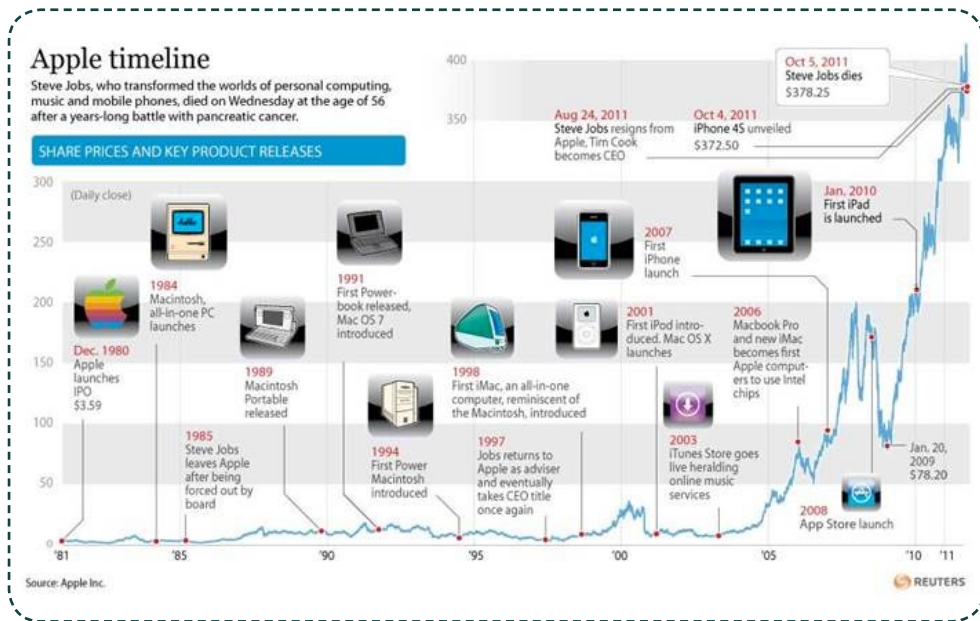 Apple timeline
Steve Jobs, who transformed the worlds of personal computing,
music and mobile phones, died on Wednesday at the age of 56
after a years-long battle with pancreatic cancer.
SHARE PRICES AND KEY PRODUCT RELEASES
(Daily close)
400
350
300
250
200
150
100
50
0
Dec. 1980
Apple
launches
IPO
$3.59
1984
Macintosh,
all-in-one PC
launches
1985
Steve Jobs
leaves Apple
after being
forced out by
board
1989
Macintosh
Portable
released
1991
First Power-
book released,
Mac OS 7
introduced
1994
First Power
Macintosh
introduced
1997
Jobs returns to
Apple as adviser
and eventually
takes CEO title
once again
1998
First iMac, an all-in-one
computer, reminiscent of
the Macintosh, introduced
2001
First iPod intro-
duced. Mac OS X
launches
2003
iTunes Store goes
live heralding
online music
services
2006
Macbook Pro
and new iMac
becomes first
Apple comput-
ers to use Intel
chips
2007
First
iPhone
launch
2008
App Store launch
Jan. 20,
2009
$78.20
Jan. 2010
First iPad
is launched
Aug 24, 2011
Steve Jobs resigns from
Apple, Tim Cook
becomes CEO
Oct 4, 2011
iPhone 4S unveiled
$372.50
Oct 5, 2011
Steve Jobs dies
$378.25
'81 '85 '90 '95 '00 '05 '10 '11
Source: Apple Inc.
REUTERS